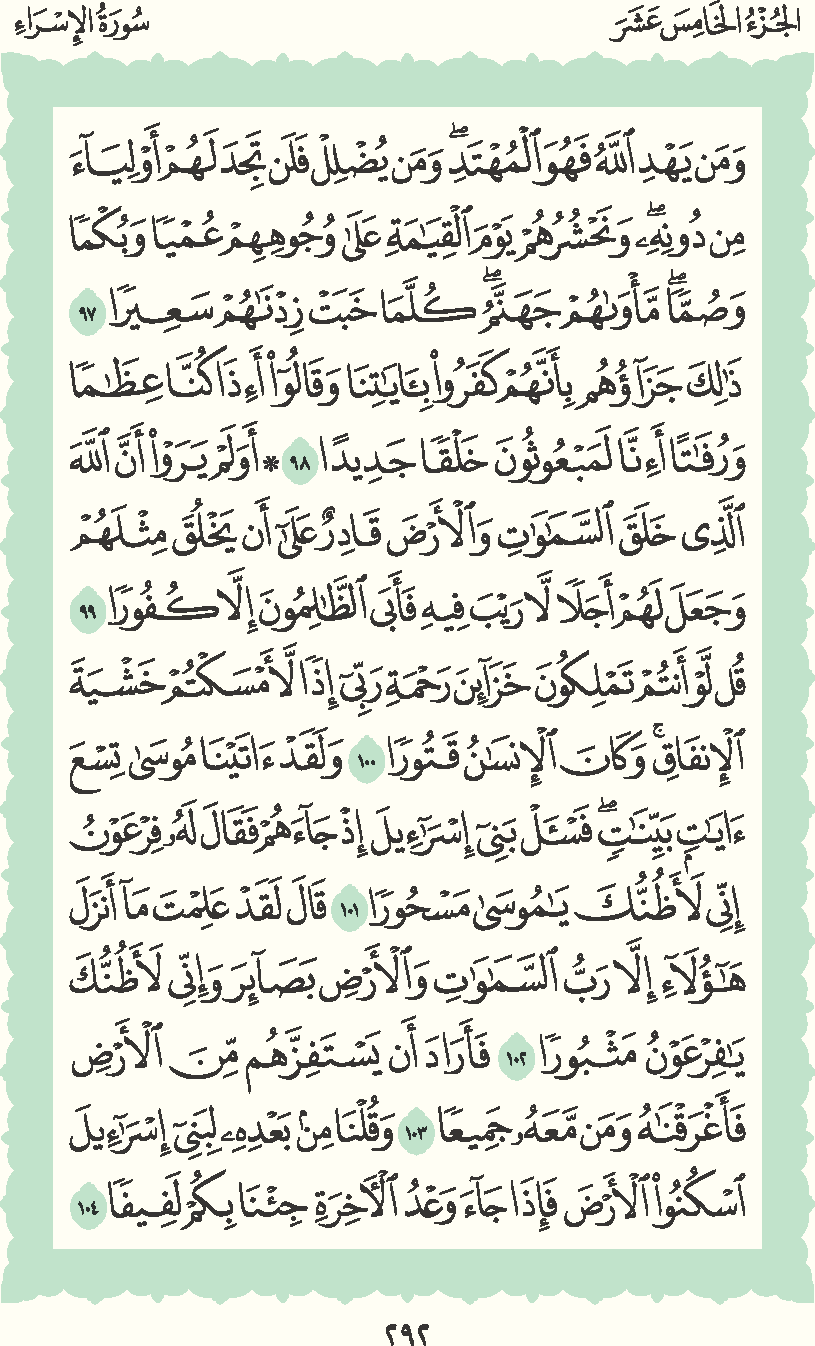 الجُزْءُ الخَامِسَ عَشَرَ
سُورَةُ الإِسْرَاءِ
وَمَن يَهْدِ ٱللَّهُ فَهُوَ ٱلْمُهْتَدِۖ وَمَن يُضْلِلْ فَلَن تَجِدَ لَهُمْ أَوْلِيَآءَ
مِن دُونِهِۦۖ وَنَحْشُرُهُمْ يَوْمَ ٱلْقِيَٰمَةِ عَلَىٰ وُجُوهِهِمْ عُمْيًا وَبُكْمًا
وَصُمًّاۖ مَّأْوَىٰهُمْ جَهَنَّمُۖ كُلَّمَا خَبَتْ زِدْنَٰهُمْ سَعِيرًا ٩٧
ذَٰلِكَ جَزَآؤُهُم بِأَنَّهُمْ كَفَرُوا۟ بِـَٔايَٰتِنَا وَقَالُوٓا۟ أَءِذَا كُنَّا عِظَٰمًا
وَرُفَٰتًا أَءِنَّا لَمَبْعُوثُونَ خَلْقًا جَدِيدًا ٩٨ * أَوَلَمْ يَرَوْا۟ أَنَّ ٱللَّهَ
ٱلَّذِى خَلَقَ ٱلسَّمَٰوَٰتِ وَٱلْأَرْضَ قَادِرٌ عَلَىٰٓ أَن يَخْلُقَ مِثْلَهُمْ
وَجَعَلَ لَهُمْ أَجَلًا لَّا رَيْبَ فِيهِ فَأَبَى ٱلظَّٰلِمُونَ إِلَّا كُفُورًا ٩٩
قُل لَّوْ أَنتُمْ تَمْلِكُونَ خَزَآئِنَ رَحْمَةِ رَبِّىٓ إِذًا لَّأَمْسَكْتُمْ خَشْيَةَ
ٱلْإِنفَاقِۚ وَكَانَ ٱلْإِنسَٰنُ قَتُورًا ١٠٠ وَلَقَدْ ءَاتَيْنَا مُوسَىٰ تِسْعَ
ءَايَٰتٍۭ بَيِّنَٰتٍۖ فَسْـَٔلْ بَنِىٓ إِسْرَٰٓءِيلَ إِذْ جَآءَهُمْ فَقَالَ لَهُۥ فِرْعَوْنُ
إِنِّى لَأَظُنُّكَ يَٰمُوسَىٰ مَسْحُورًا ١٠١ قَالَ لَقَدْ عَلِمْتَ مَآ أَنزَلَ
هَٰٓؤُلَآءِ إِلَّا رَبُّ ٱلسَّمَٰوَٰتِ وَٱلْأَرْضِ بَصَآئِرَ وَإِنِّى لَأَظُنُّكَ
يَٰفِرْعَوْنُ مَثْبُورًا ١٠٢ فَأَرَادَ أَن يَسْتَفِزَّهُم مِّنَ ٱلْأَرْضِ
فَأَغْرَقْنَٰهُ وَمَن مَّعَهُۥ جَمِيعًا ١٠٣ وَقُلْنَا مِنۢ بَعْدِهِۦ لِبَنِىٓ إِسْرَٰٓءِيلَ
ٱسْكُنُوا۟ ٱلْأَرْضَ فَإِذَا جَآءَ وَعْدُ ٱلْـَٔاخِرَةِ جِئْنَا بِكُمْ لَفِيفًا ١٠٤
٢٩٢